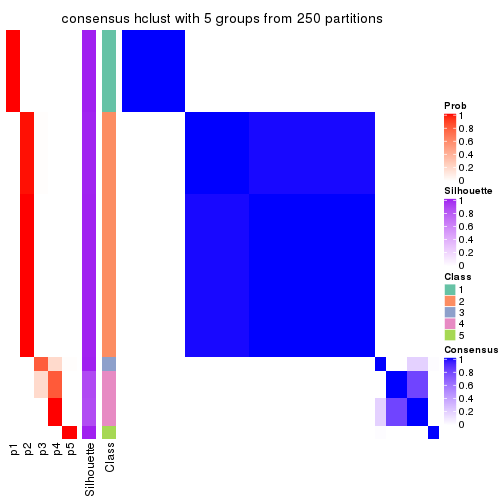 consensus hclust with 5 groups from 250 partitions
Prob
1
0.8
0.6
0.4
0.2
0
Silhouette
1
0.8
0.6
0.4
0.2
0
Class
1
2
3
4
5
Consensus
1
0.8
0.6
0.4
0.2
0
p1
p2
p3
p4
p5
Silhouette
Class